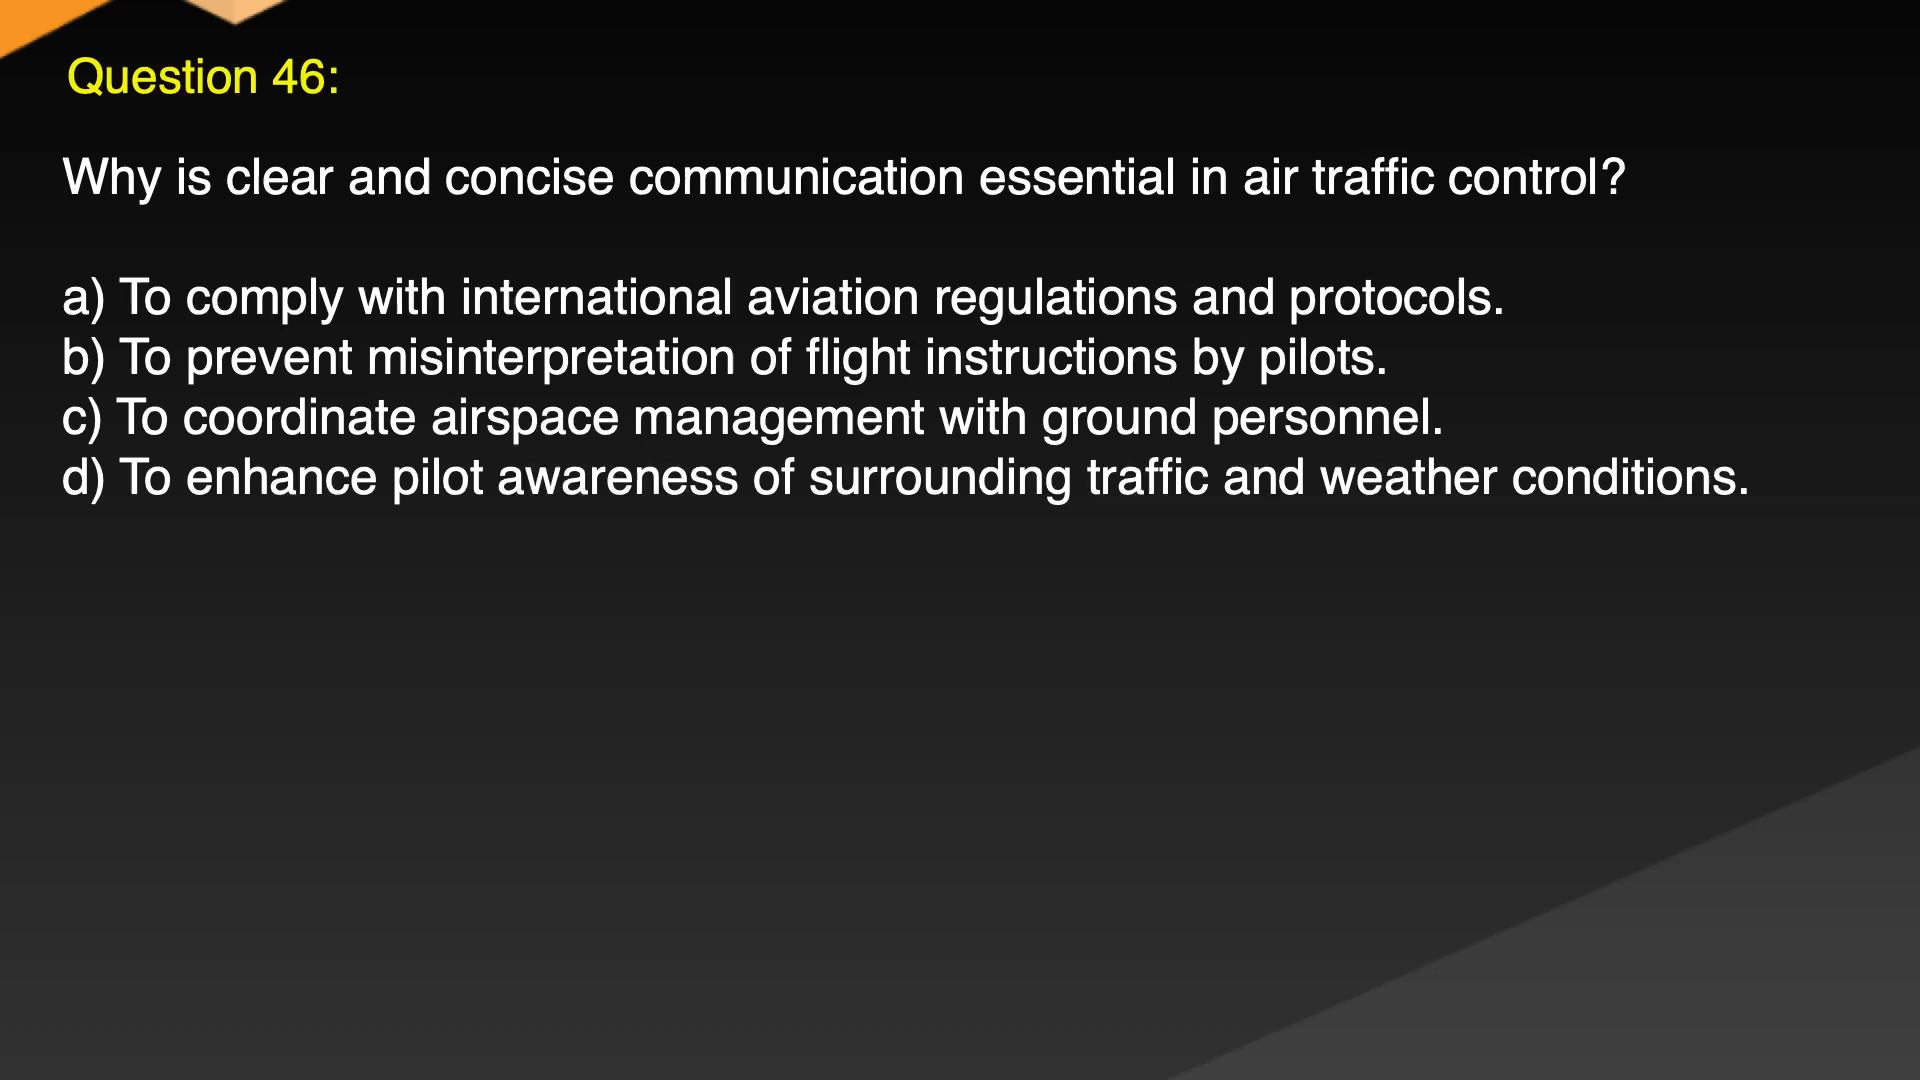 Question 46:
Why is clear and concise communication essential in air traffic control?
a) To comply with international aviation regulations and protocols.
b) To prevent misinterpretation of flight instructions by pilots.
c) To coordinate airspace management with ground personnel.
d) To enhance pilot awareness of surrounding traffic and weather conditions.